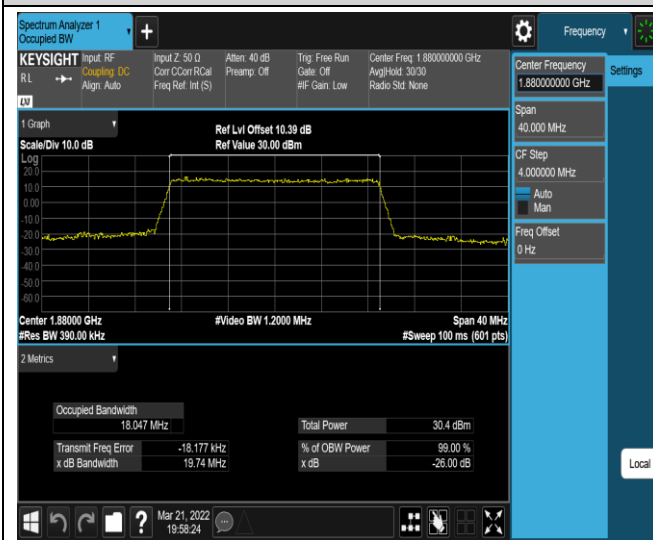 Spectrum Analyzer 1
Occupied BW
+
Frequency
KEYSIGHT
RL
LXI
Input: RF
Coupling: DC
Align: Auto
Input Z: 50 Ω
Corr CCorr RCal
Freq Ref: Int (S)
Atten: 40 dB
Preamp: Off
Trig: Free Run
Gate: Off
#IF Gain: Low
Center Freq: 1.880000000 GHz
Avg|Hold: 30/30
Radio Std: None
Center Frequency
1.880000000 GHz
Settings
Span
40.000 MHz
CF Step
4.000000 MHz
Auto
Man
Freq Offset
0 Hz
1 Graph
Scale/Div 10.0 dB
Ref Lvl Offset 10.39 dB
Ref Value 30.00 dBm
Log
20.0
10.0
0.00
-10.0
-20.0
-30.0
-40.0
-50.0
-60.0
Center 1.88000 GHz
#Video BW 1.2000 MHz
Span 40 MHz
#Res BW 390.00 kHz
#Sweep 100 ms (601 pts)
2 Metrics
Occupied Bandwidth
18.047 MHz
Total Power 30.4 dBm
Transmit Freq Error -18.177 kHz
% of OBW Power 99.00 %
x dB Bandwidth 19.74 MHz
x dB -26.00 dB
Local
?
Mar 21, 2022
19:58:24